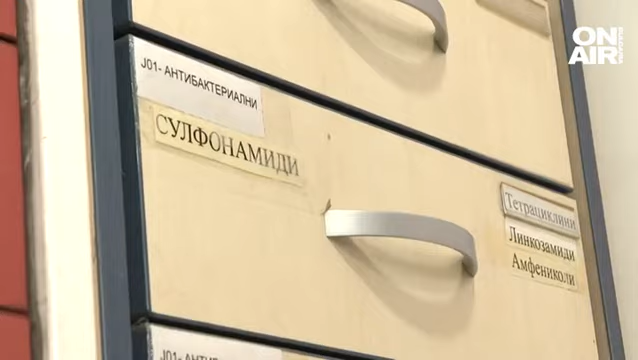 ON
AIR
J01- АНТИБАКТЕРИАЛНИ
СУЛФОНАМИДИ
Тетрациклини
Линкозамиди
Амфениколи